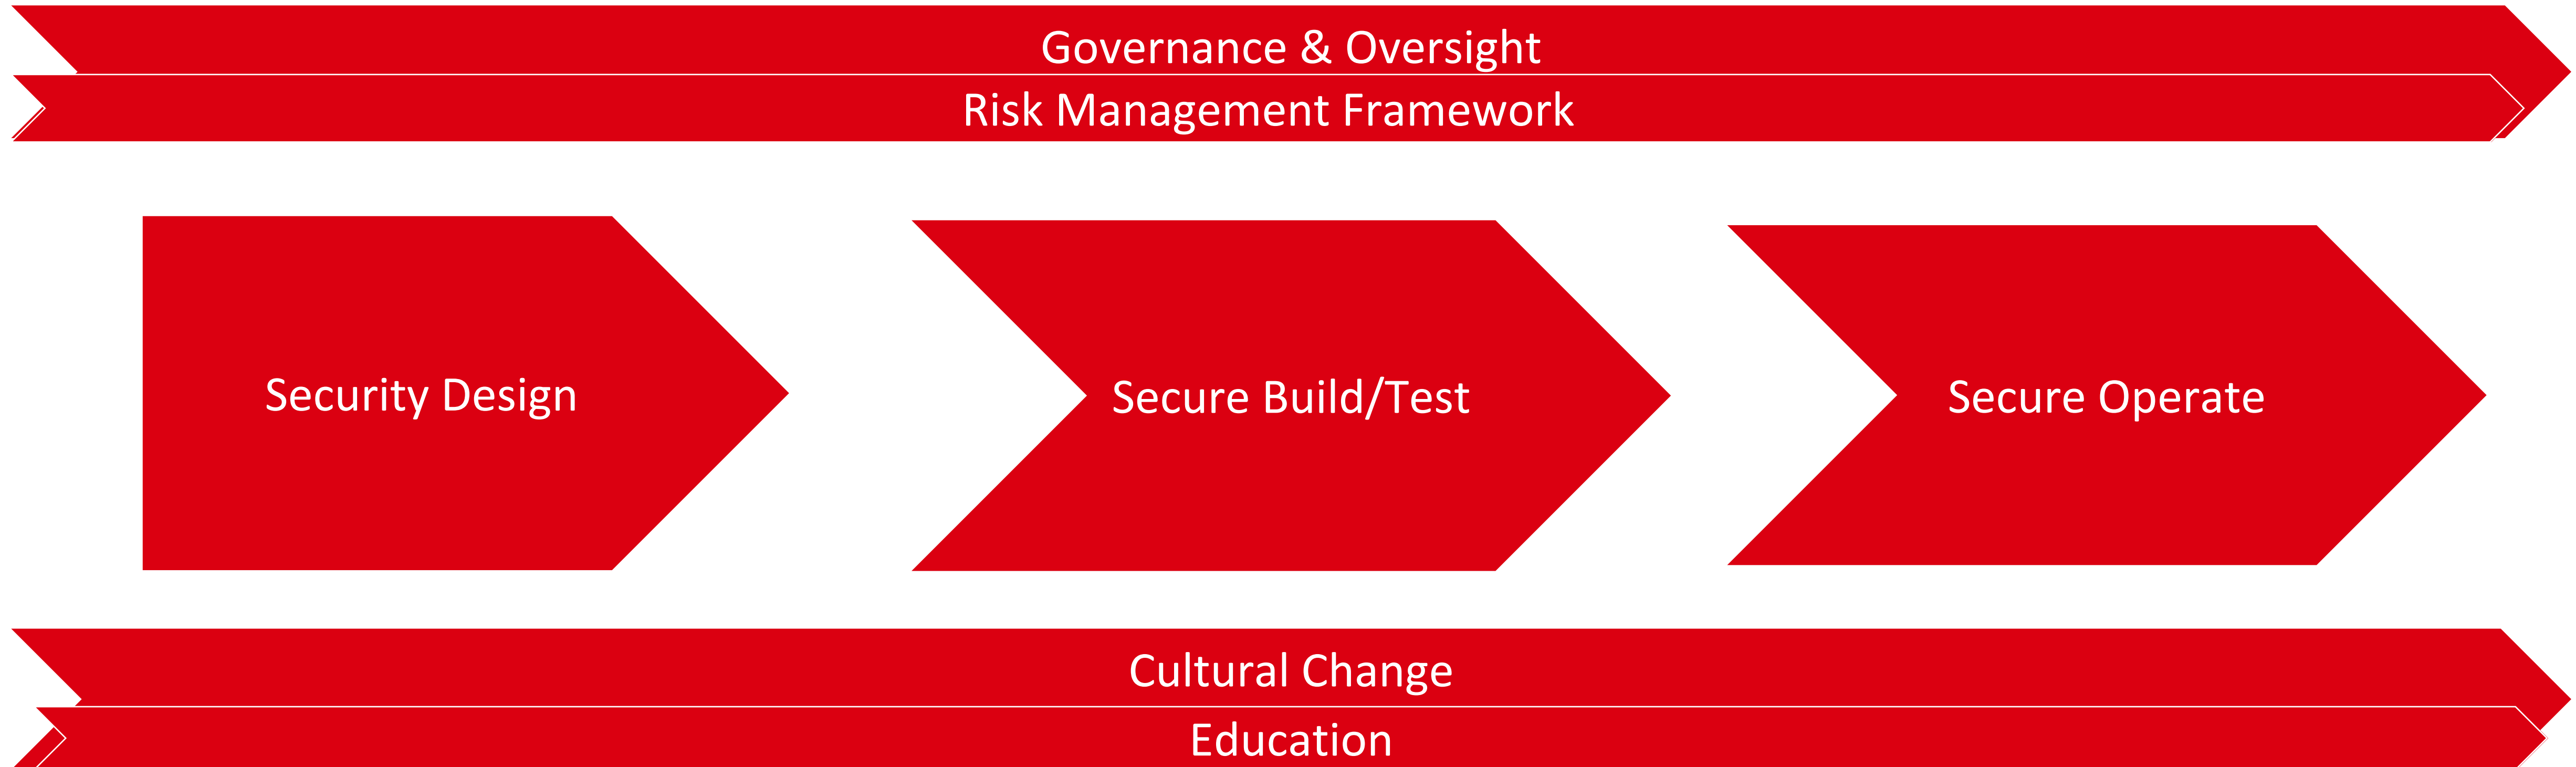 Governance & Oversight
Risk Management Framework
Security Design
Secure Build/Test
Secure Operate
Cultural Change
Education